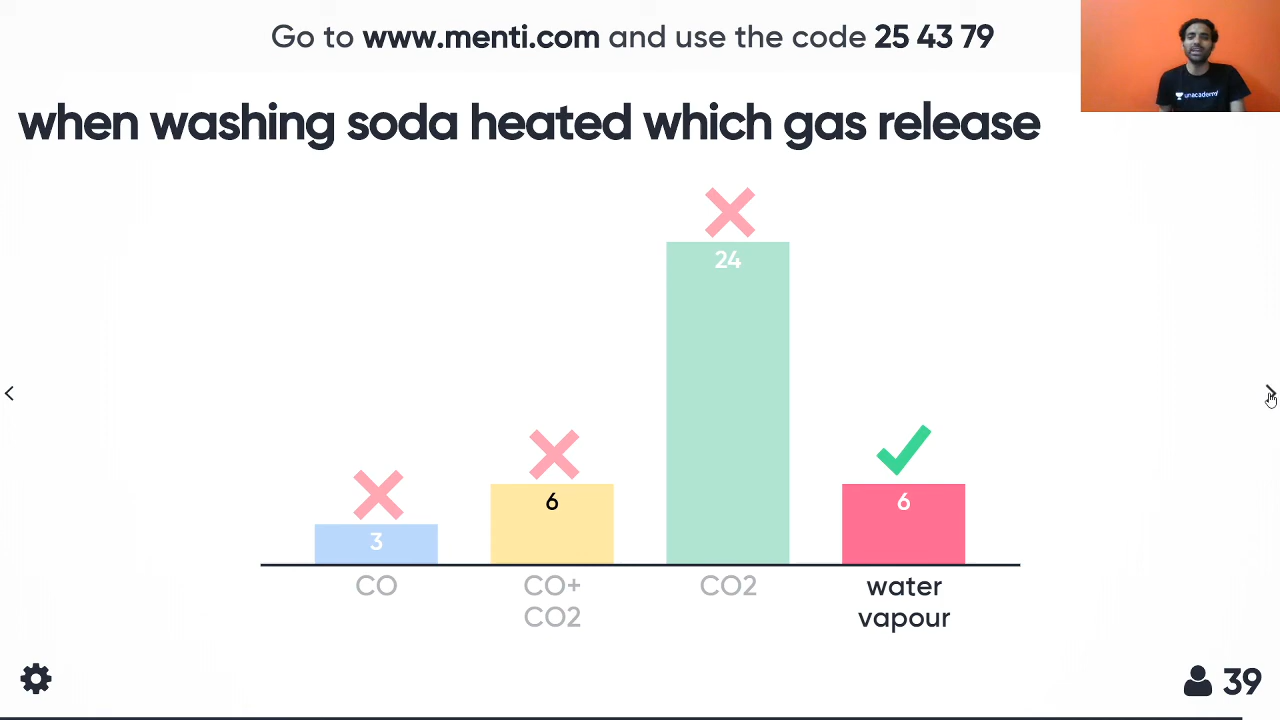 Go to www.menti.com and use the code 25 43 79
unacademy
when washing soda heated which gas release
24
6
6
3
CO
CO+
CO2
CO2
water
vapour
39